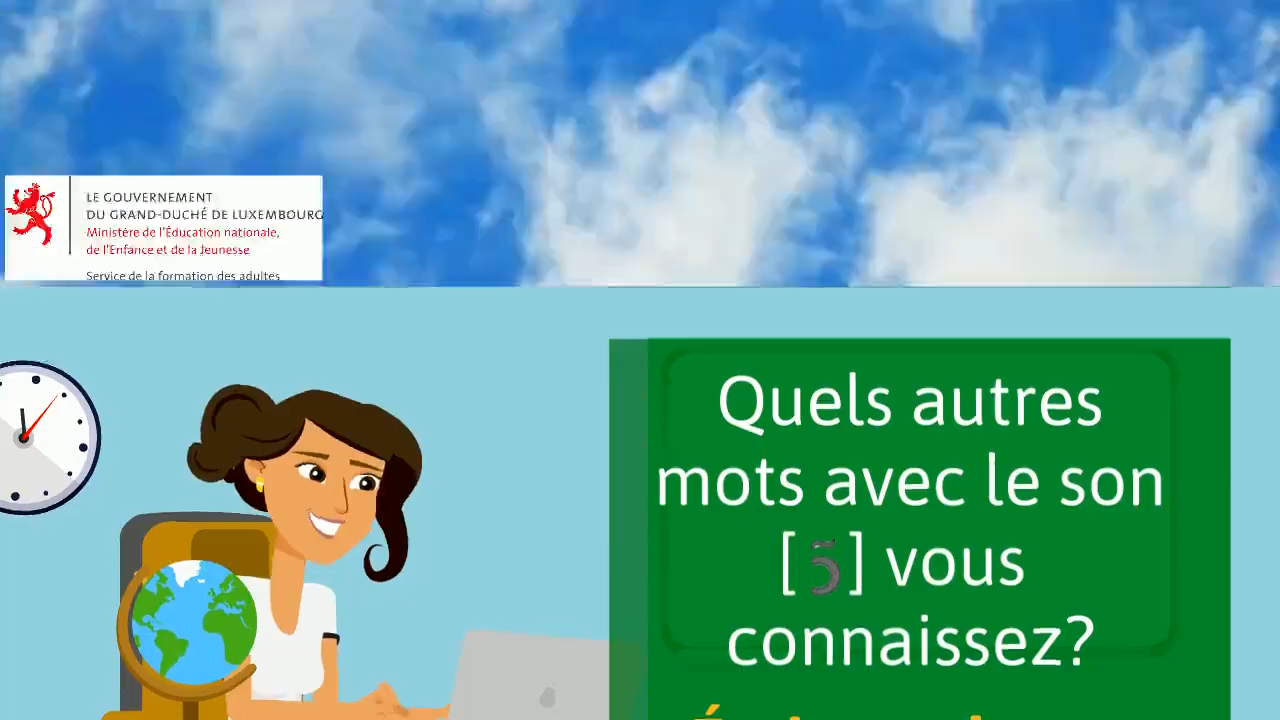 LE GOUVERNEMENT
DU GRAND-DUCHÉ DE LUXEMBOURG
Ministère de l'Éducation nationale,
de l'Enfance et de la Jeunesse
Service de la formation des adultes
Quels autres
mots avec le son
[ɔ̃] vous
connaissez?